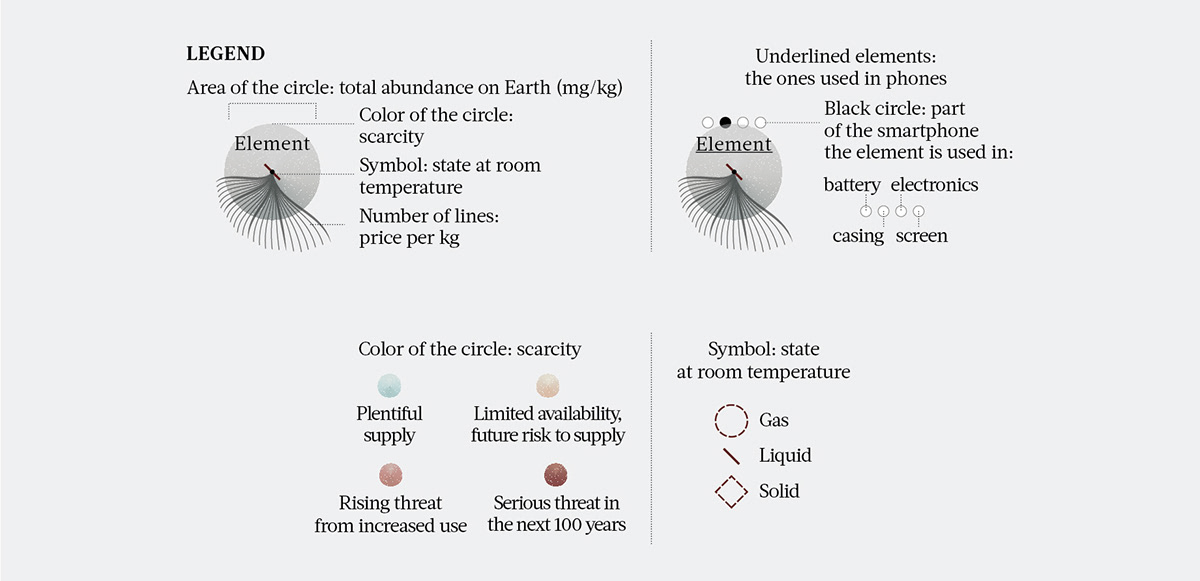 LEGEND
Area of the circle: total abundance on Earth (mg/kg)
Element
Color of the circle:
scarcity
Symbol: state at room
temperature
Number of lines:
price per kg
Underlined elements:
the ones used in phones
Element
Black circle: part
of the smartphone
the element is used in:
battery electronics
casing screen
Color of the circle: scarcity
Plentiful
supply
Limited availability,
future risk to supply
Rising threat
from increased use
Serious threat in
the next 100 years
Symbol: state
at room temperature
Gas
Liquid
Solid